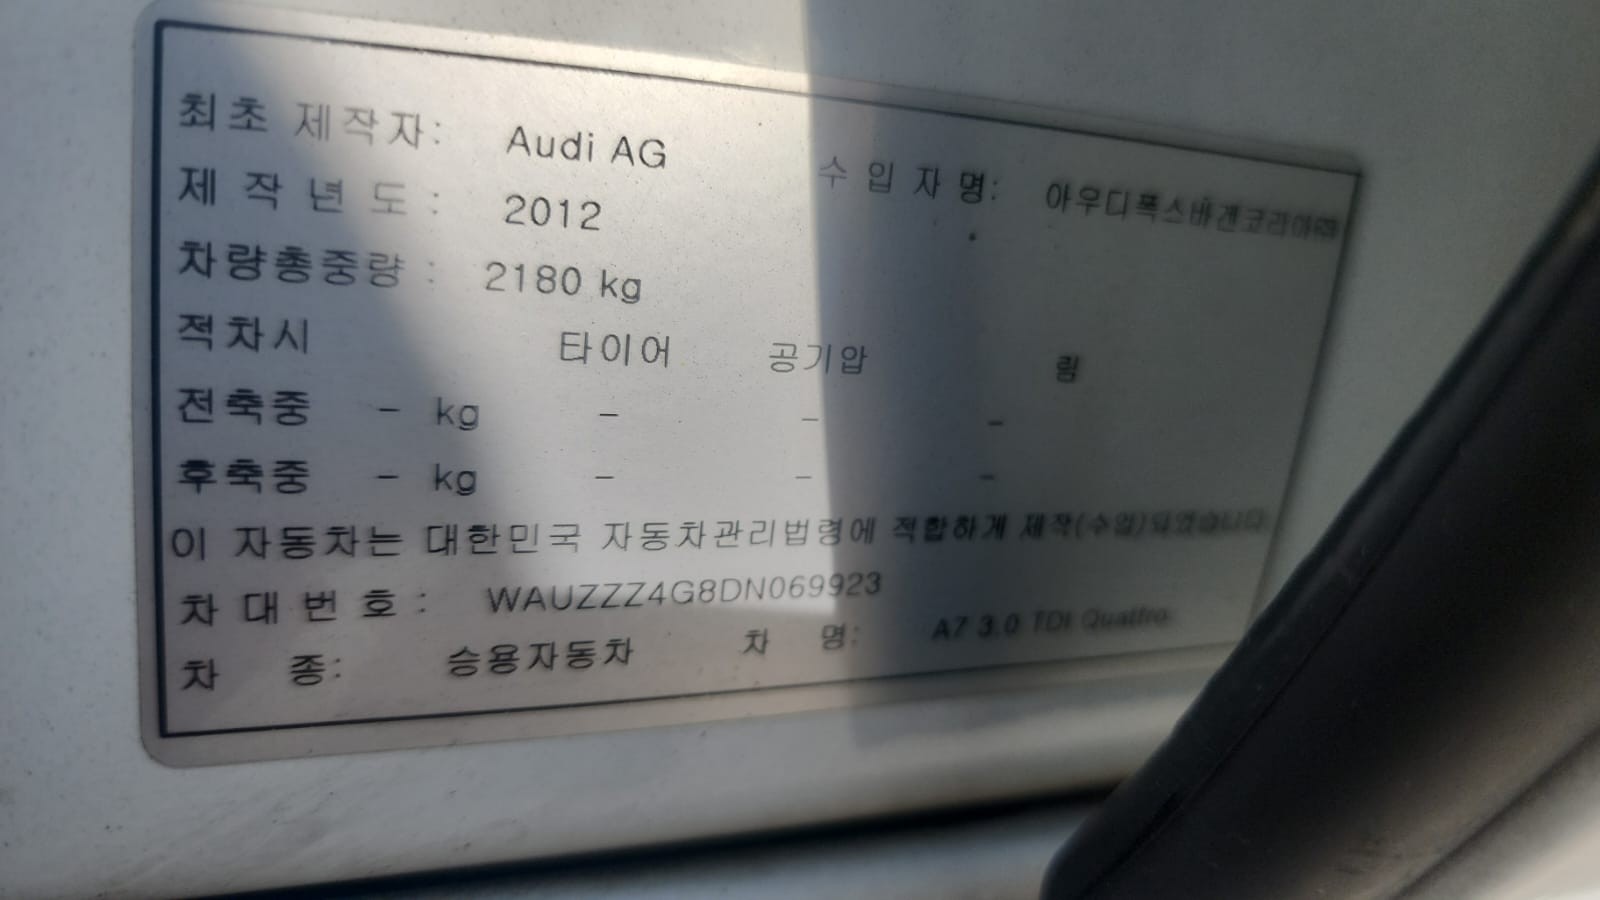 최초 제작자: Audi AG 수입자명: 아우디폭스바겐코리아㈜
제작년도: 2012
차량총중량: 2180 kg
적차시 타이어 공기압 림
전축중 - kg - - -
후축중 - kg - - -
이 자동차는 대한민국 자동차관리법령에 적합하게 제작(수입)되었습니다.
차대번호: WAUZZZ4G8DN069923
차 종: 승용자동차 차 명: A7 3.0 TDI Quattro